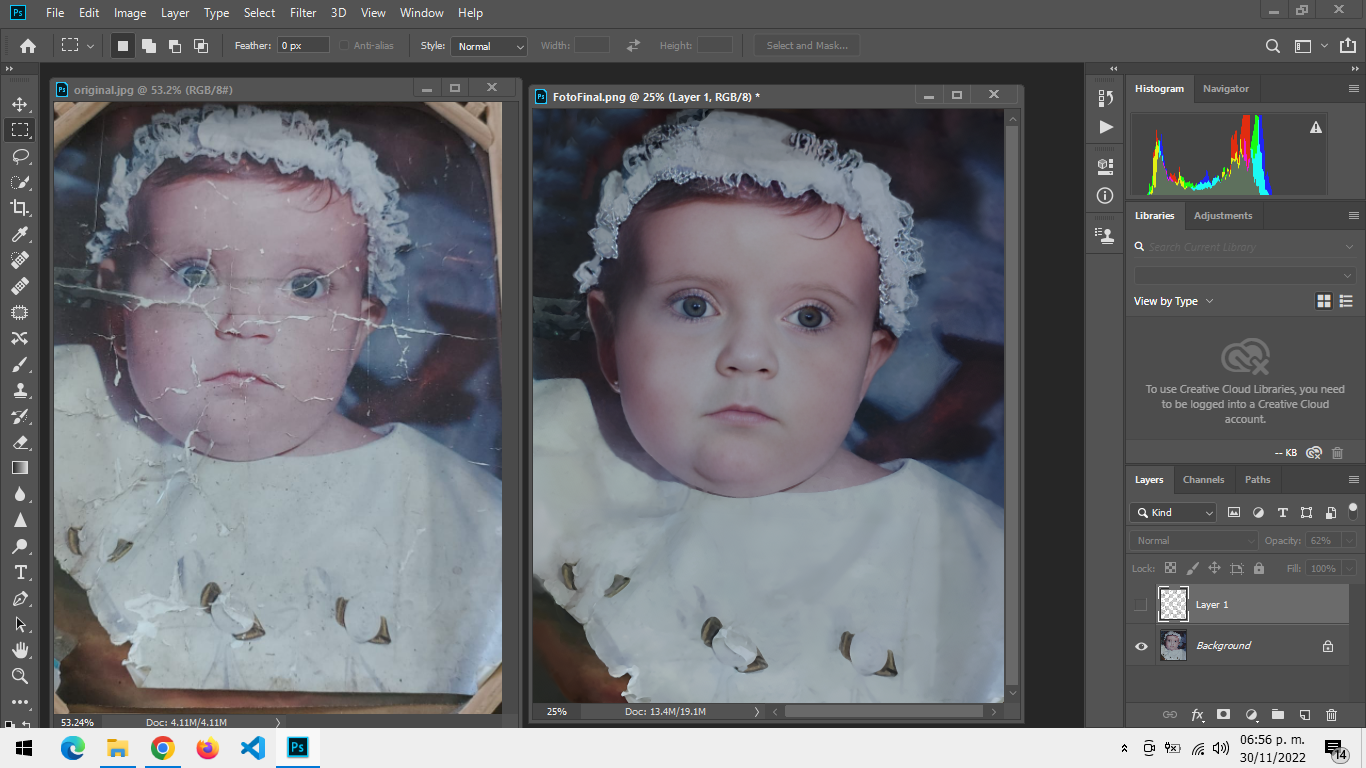 Ps File Edit Image Layer Type Select Filter 3D View Window Help
Feather: 0 px Anti-alias Style: Normal Width: Height: Select and Mask...
Ps original.jpg @ 53.2% (RGB/8#)
Ps FotoFinal.png @ 25% (Layer 1, RGB/8) *
Histogram Navigator
Libraries Adjustments
Search Current Library
View by Type
To use Creative Cloud Libraries, you need
to be logged into a Creative Cloud
account.
-- KB
Layers Channels Paths
Kind
Normal Opacity: 62%
Lock: Fill: 100%
Layer 1
Background
53.24% Doc: 4.11M/4.11M
25% Doc: 13.4M/19.1M
Ps
06:56 p. m.
30/11/2022
14